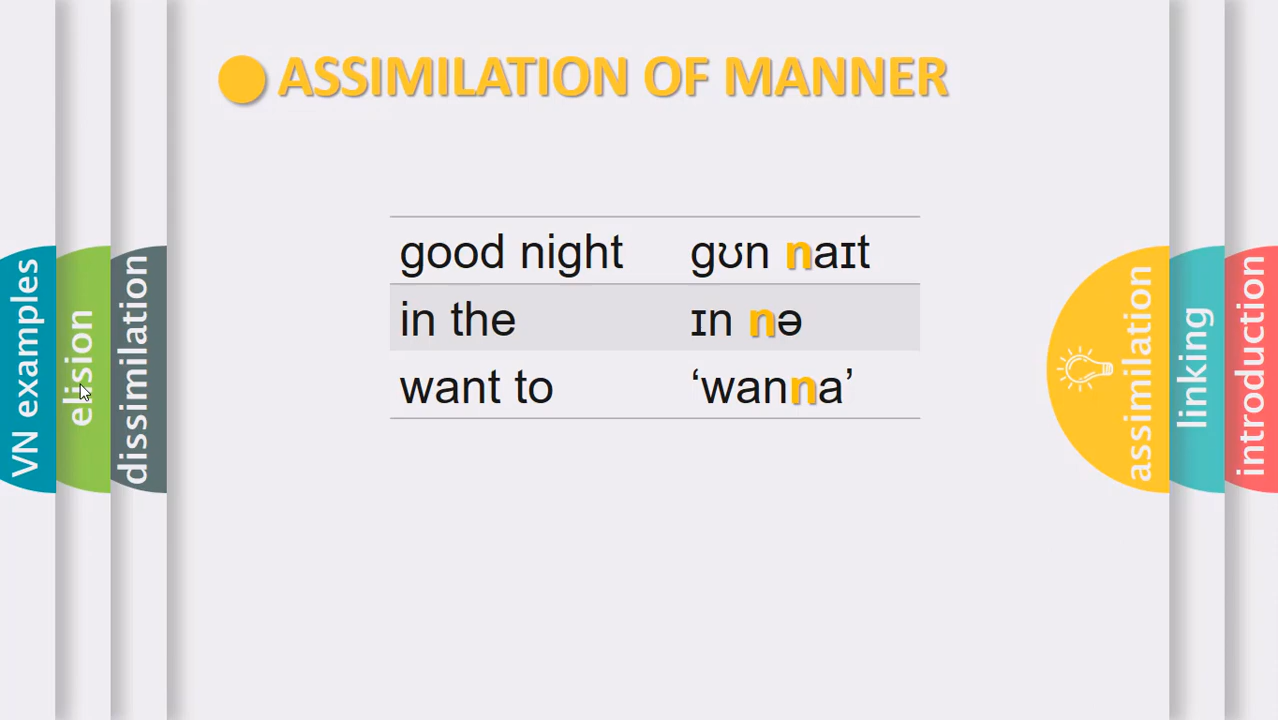 ASSIMILATION OF MANNER
good night gʊn naɪt
in the ɪn nə
want to ‘wanna’
VN examples
elision
dissimilation
assimilation
linking
introduction